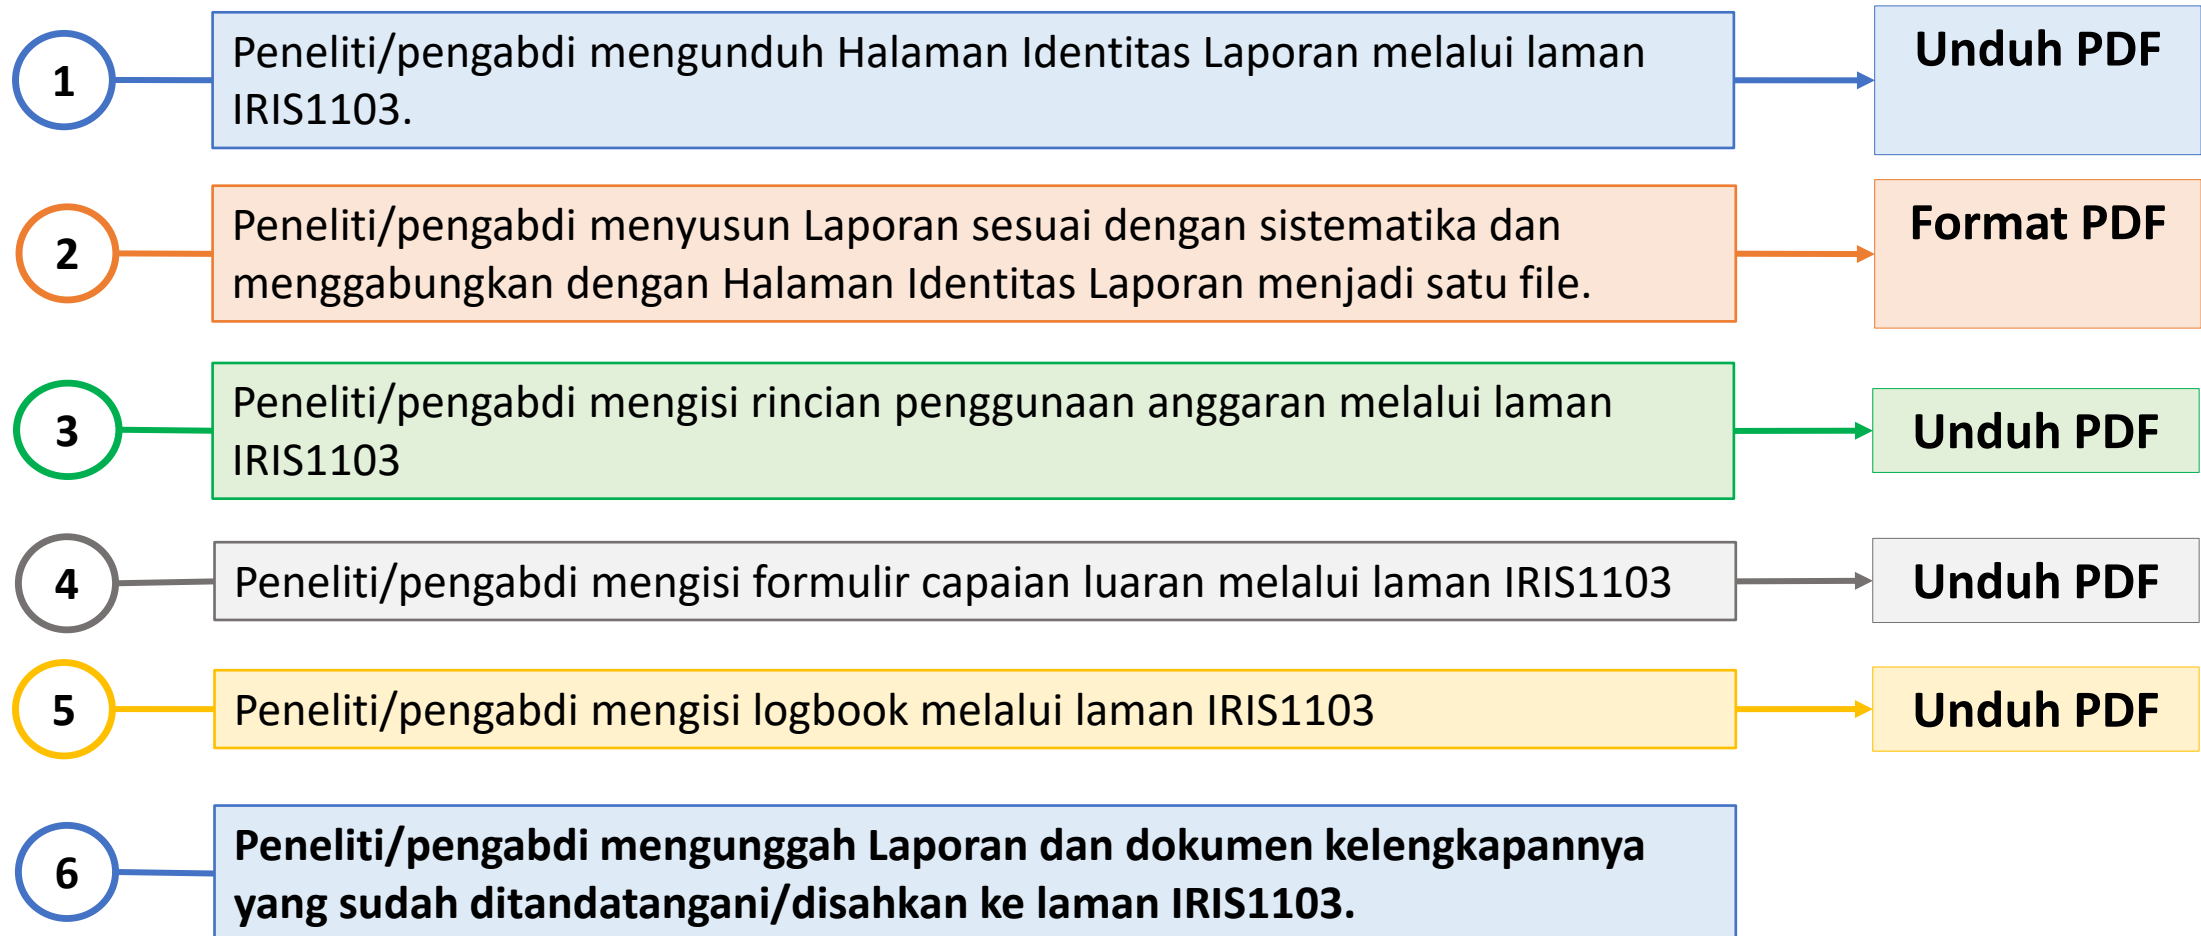 1
Peneliti/pengabdi mengunduh Halaman Identitas Laporan melalui laman
IRIS1103.
Unduh PDF
2
Peneliti/pengabdi menyusun Laporan sesuai dengan sistematika dan
menggabungkan dengan Halaman Identitas Laporan menjadi satu file.
Format PDF
3
Peneliti/pengabdi mengisi rincian penggunaan anggaran melalui laman
IRIS1103
Unduh PDF
4
Peneliti/pengabdi mengisi formulir capaian luaran melalui laman IRIS1103
Unduh PDF
5
Peneliti/pengabdi mengisi logbook melalui laman IRIS1103
Unduh PDF
6
Peneliti/pengabdi mengunggah Laporan dan dokumen kelengkapannya
yang sudah ditandatangani/disahkan ke laman IRIS1103.